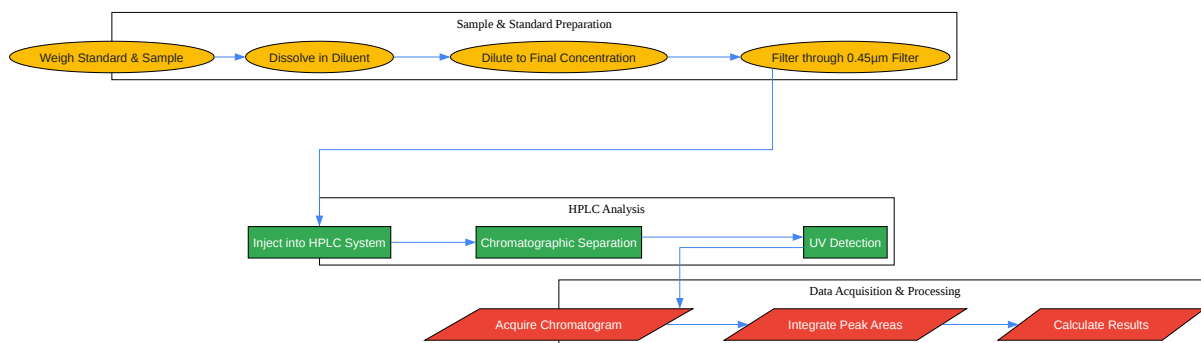 Sample & Standard Preparation
Weigh Standard & Sample
Dissolve in Diluent
Dilute to Final Concentration
Filter through 0.45µm Filter
HPLC Analysis
Inject into HPLC System
Chromatographic Separation
UV Detection
Data Acquisition & Processing
Acquire Chromatogram
Integrate Peak Areas
Calculate Results